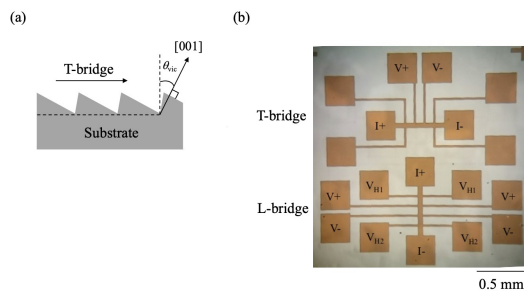 (a)
[001]
θvic
T-bridge
Substrate
(b)
V+ V-
T-bridge
I+ I-
I+
L-bridge
VH1 VH1
V+ V+
V- V-
VH2 VH2
I-
0.5 mm